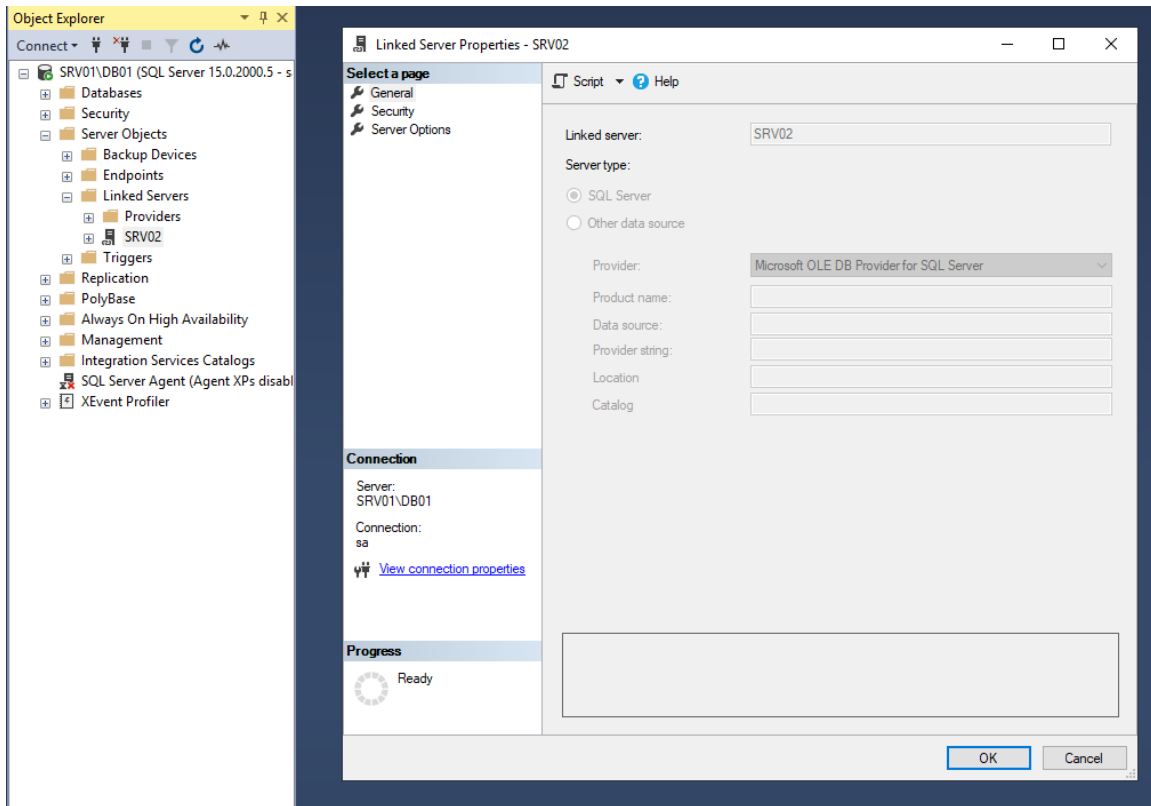 Object Explorer
Connect
SRV01\DB01 (SQL Server 15.0.2000.5 - s
Databases
Security
Server Objects
Backup Devices
Endpoints
Linked Servers
Providers
SRV02
Triggers
Replication
PolyBase
Always On High Availability
Management
Integration Services Catalogs
SQL Server Agent (Agent XPs disabl
XEvent Profiler
Linked Server Properties - SRV02
Select a page
General
Security
Server Options
Script
Help
Linked server:
SRV02
Server type:
SQL Server
Other data source
Provider:
Microsoft OLE DB Provider for SQL Server
Product name:
Data source:
Provider string:
Location
Catalog
Connection
Server:
SRV01\DB01
Connection:
sa
View connection properties
Progress
Ready
OK
Cancel